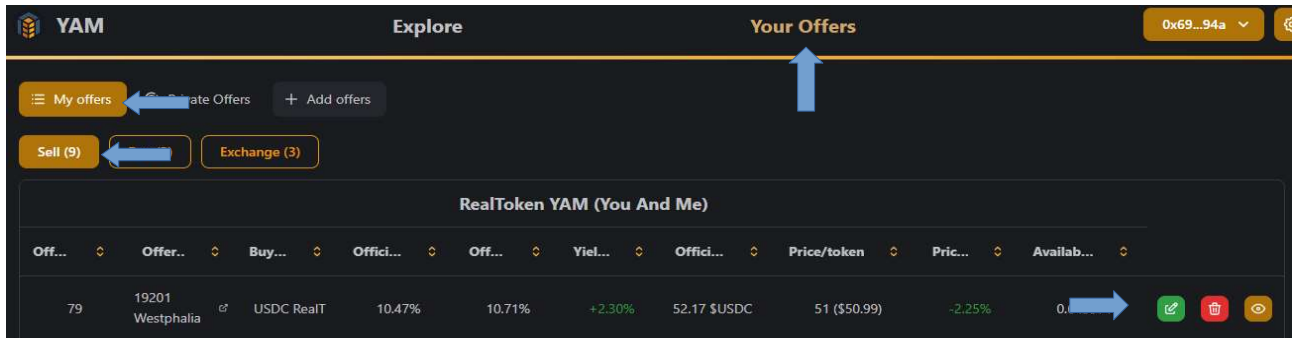 YAM Explore Your Offers 0x69...94a
My offers Offers + Add offers
Sell (9) Exchange (3)
RealToken YAM (You And Me)
Off... Offer.. Buy... Offici... Off... Yiel... Offici... Price/token Pric... Availab...
79 19201 Westphalia USDC RealT 10.47% 10.71% +2.30% 52.17 $USDC 51 ($50.99) -2.25%